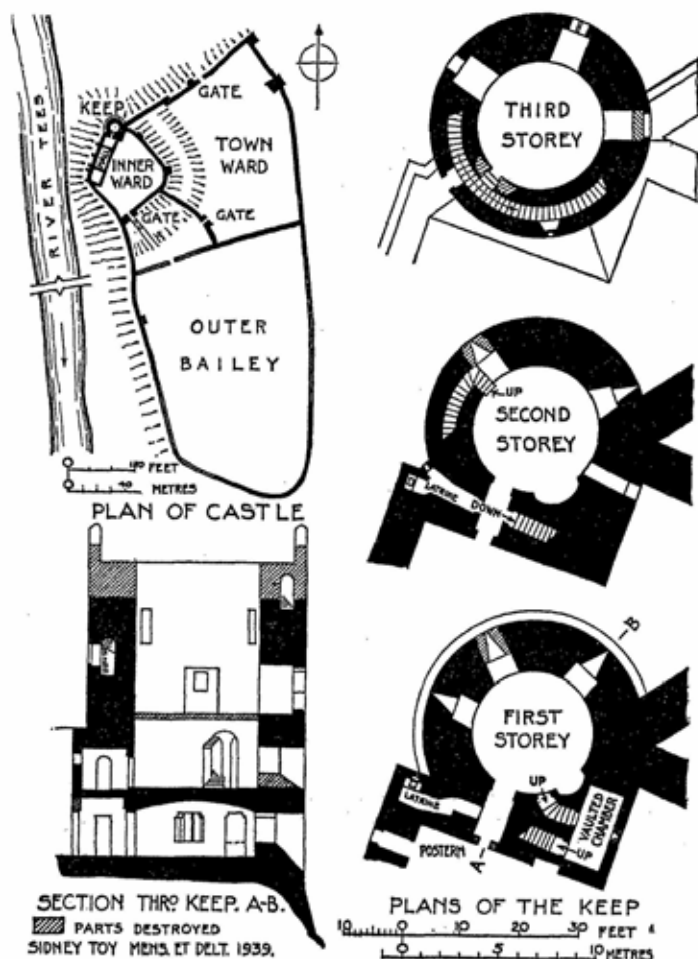 RIVER TEES
KEEP
GATE
INNER
WARD
TOWN
WARD
GATE
GATE
OUTER
BAILEY
FEET
METRES
PLAN OF CASTLE
THIRD
STOREY
UP
SECOND
STOREY
LATRINE
DOWN
B
FIRST
STOREY
UP
LATRINE
VAULTED
CHAMBER
UP
POSTERN
A
SECTION THRO KEEP. A-B.
PARTS DESTROYED
SIDNEY TOY MENS. ET DELT. 1939.
PLANS OF THE KEEP
10 0 10 20 30 FEET
0 5 10
METRES